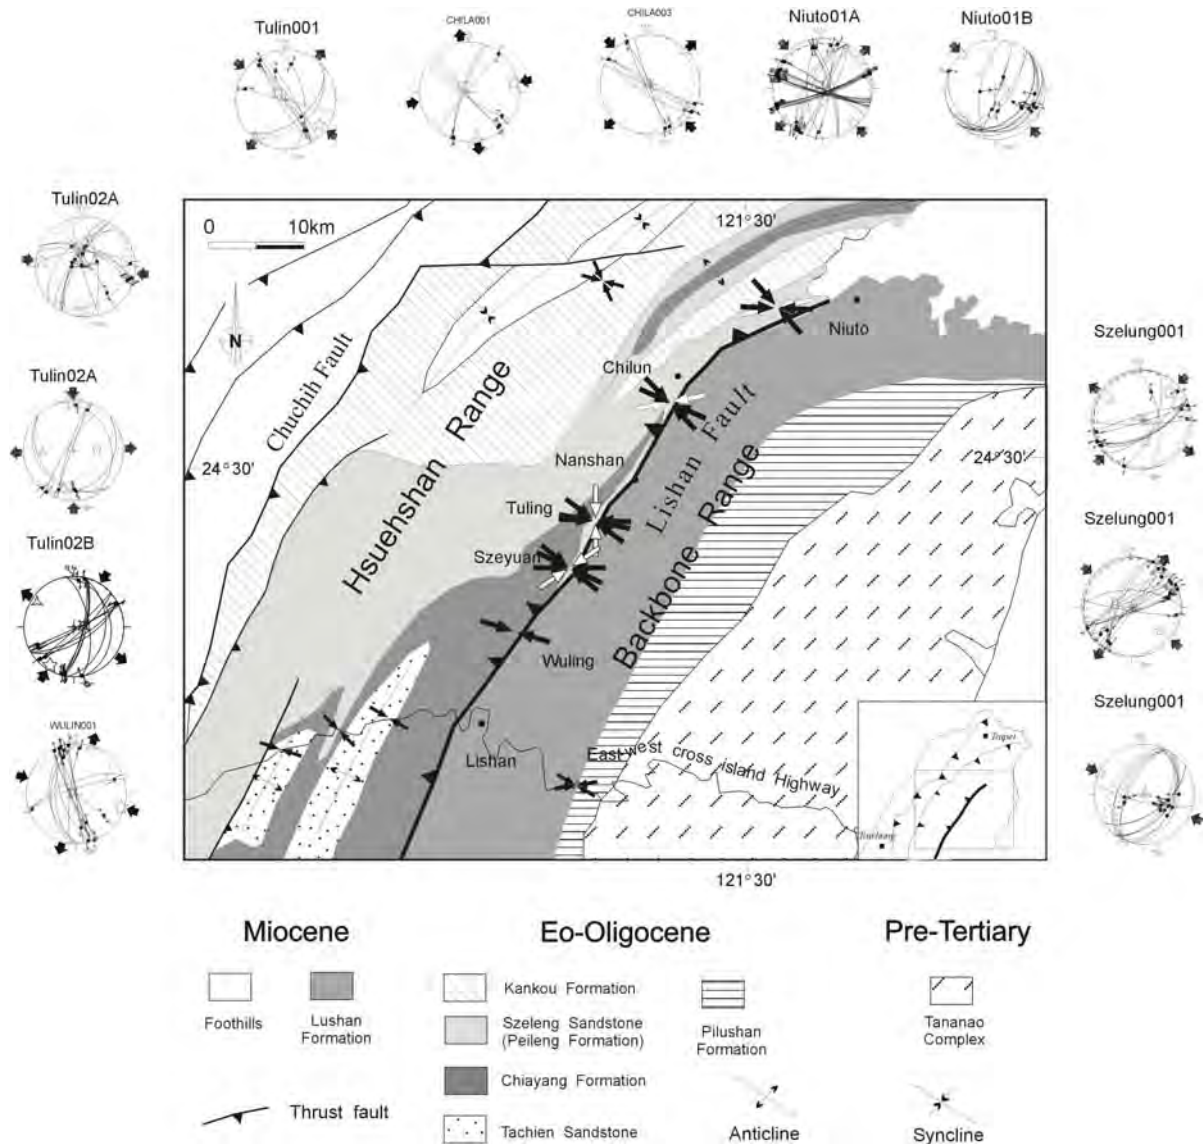 Tulin001
CHILA001
CHILA003
Niuto01A
Niuto01B
Tulin02A
Tulin02A
Tulin02B
WULIN001
Szelung001
Szelung001
Szelung001
0 10km
N
121°30'
24°30'
24°30'
121°30'
Chuchih Fault
Hsuehshan Range
Lishan Fault
Backbone Range
Niuto
Chilun
Nanshan
Tuling
Szeyuan
Wuling
Lishan
East-west cross island Highway
Taipei
Miocene
Eo-Oligocene
Pre-Tertiary
Foothills
Lushan
Formation
Kankou Formation
Szeleng Sandstone
(Peileng Formation)
Chiayang Formation
Tachien Sandstone
Pilushan
Formation
Tananao
Complex
Thrust fault
Anticline
Syncline